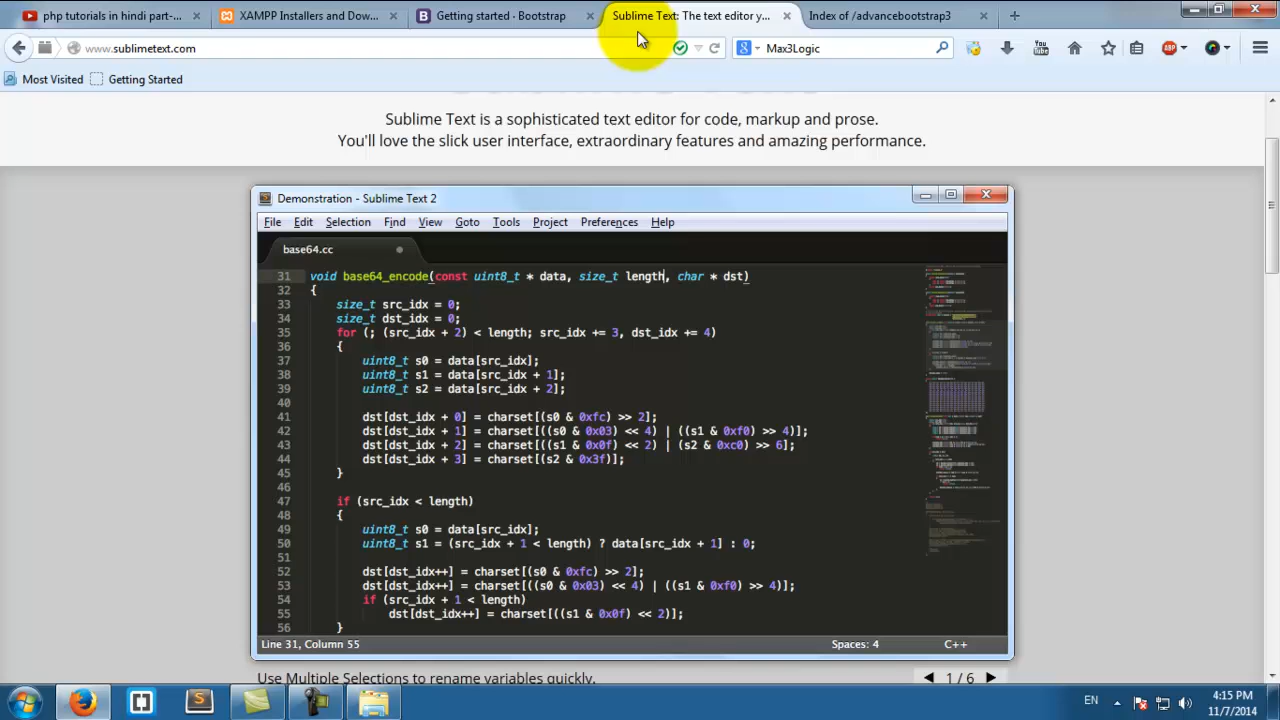 php tutorials in hindi part-...
XAMPP Installers and Dow...
Getting started · Bootstrap
Sublime Text: The text editor y...
Index of /advancebootstrap3
www.sublimetext.com
Max3Logic
Most Visited
Getting Started
Sublime Text is a sophisticated text editor for code, markup and prose.
You'll love the slick user interface, extraordinary features and amazing performance.
Demonstration - Sublime Text 2
File Edit Selection Find View Goto Tools Project Preferences Help
base64.cc
31 void base64_encode(const uint8_t * data, size_t length, char * dst)
32 {
33 size_t src_idx = 0;
34 size_t dst_idx = 0;
35 for (; (src_idx + 2) < length; src_idx += 3, dst_idx += 4)
36 {
37 uint8_t s0 = data[src_idx];
38 uint8_t s1 = data[src_idx + 1];
39 uint8_t s2 = data[src_idx + 2];
40
41 dst[dst_idx + 0] = charset[(s0 & 0xfc) >> 2];
42 dst[dst_idx + 1] = charset[((s0 & 0x03) << 4) | ((s1 & 0xf0) >> 4)];
43 dst[dst_idx + 2] = charset[((s1 & 0x0f) << 2) | (s2 & 0xc0) >> 6];
44 dst[dst_idx + 3] = charset[(s2 & 0x3f)];
45 }
46
47 if (src_idx < length)
48 {
49 uint8_t s0 = data[src_idx];
50 uint8_t s1 = (src_idx + 1 < length) ? data[src_idx + 1] : 0;
51
52 dst[dst_idx++] = charset[(s0 & 0xfc) >> 2];
53 dst[dst_idx++] = charset[((s0 & 0x03) << 4) | ((s1 & 0xf0) >> 4)];
54 if (src_idx + 1 < length)
55 dst[dst_idx++] = charset[((s1 & 0x0f) << 2)];
56 }
Line 31, Column 55
Spaces: 4
C++
Use Multiple Selections to rename variables quickly.
1 / 6
EN
4:15 PM
11/7/2014